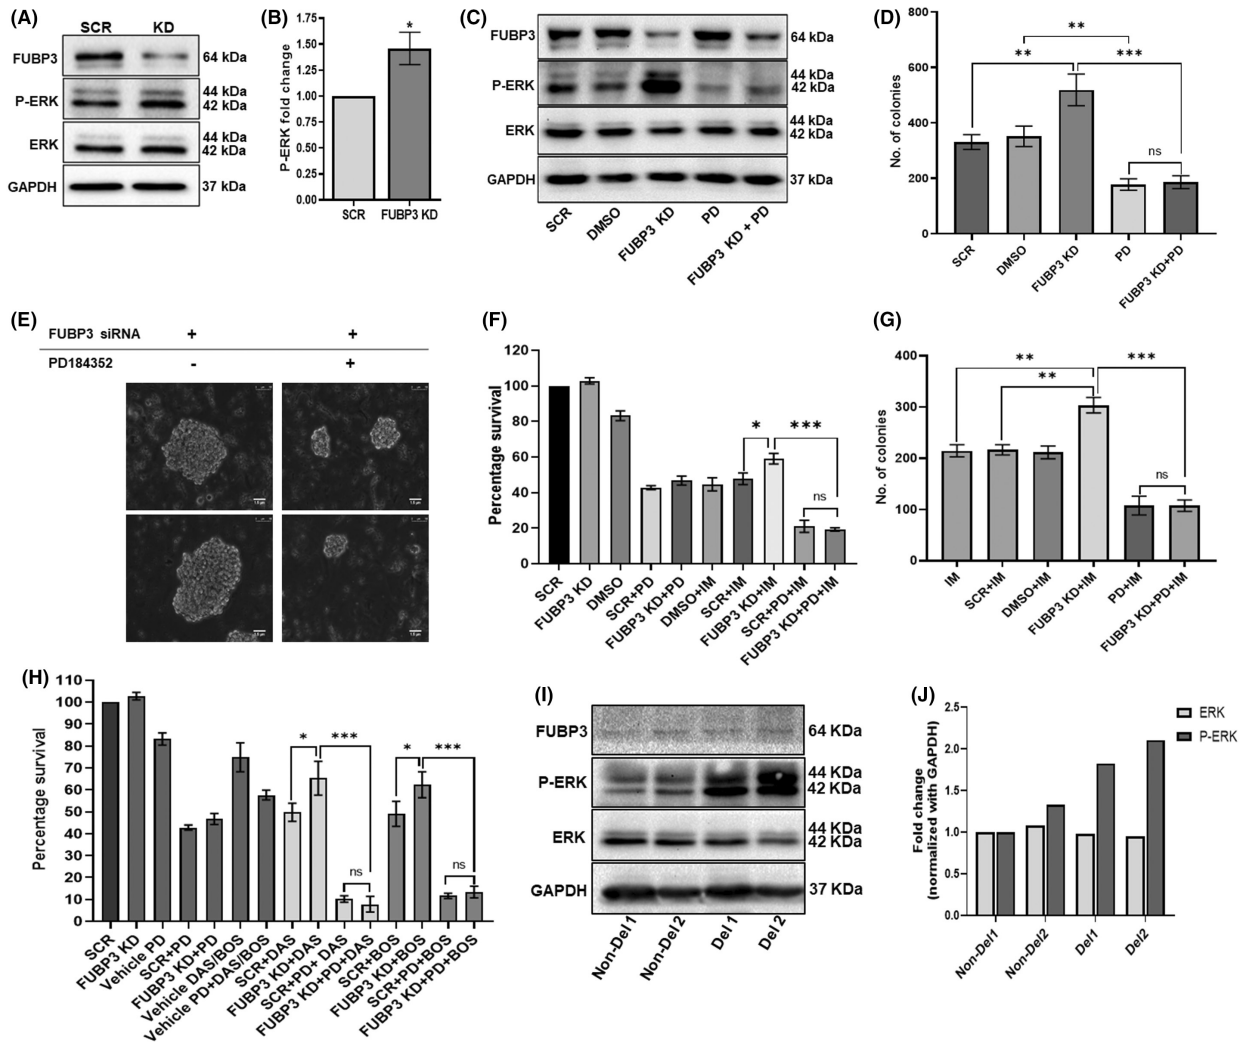 (A)
SCR KD
FUBP3 64 kDa
P-ERK 44 kDa
42 kDa
ERK 44 kDa
42 kDa
GAPDH 37 kDa
(B)
P-ERK fold change
1.75
1.50
1.25
1.00
0.75
0.50
0.25
0.00
*
SCR FUBP3 KD
(C)
FUBP3 64 kDa
P-ERK 44 kDa
42 kDa
ERK 44 kDa
42 kDa
GAPDH 37 kDa
SCR DMSO FUBP3 KD PD FUBP3 KD + PD
(D)
No. of colonies
800
600
400
200
0
**
** ***
ns
SCR DMSO FUBP3 KD PD FUBP3 KD+PD
(E)
FUBP3 siRNA + +
PD184352 - +
(F)
Percentage survival
120
100
80
60
40
20
0
* ***
ns
SCR FUBP3 KD DMSO SCR+PD FUBP3 KD+PD DMSO+IM SCR+IM FUBP3 KD+IM SCR+PD+IM FUBP3 KD+PD+IM
(G)
No. of colonies
400
300
200
100
0
** ***
**
ns
IM SCR+IM DMSO+IM FUBP3 KD+IM PD+IM FUBP3 KD+PD+IM
(H)
Percentage survival
110
100
90
80
70
60
50
40
30
20
10
0
* *** * ***
ns ns
SCR FUBP3 KD Vehicle PD SCR+PD FUBP3 KD+PD Vehicle DAS/BOS Vehicle PD+DAS/BOS SCR+DAS FUBP3 KD+DAS SCR+PD+ DAS FUBP3 KD+PD+DAS SCR+BOS FUBP3 KD+BOS SCR+PD+BOS FUBP3 KD+PD+BOS
(I)
FUBP3 64 KDa
P-ERK 44 KDa
42 KDa
ERK 44 KDa
42 KDa
GAPDH 37 KDa
Non-Del 1 Non-Del 2 Del 1 Del 2
(J)
Fold change
(normalized with GAPDH)
2.5
2.0
1.5
1.0
0.5
0.0
Non-Del1 Non-Del2 Del1 Del2
ERK
P-ERK